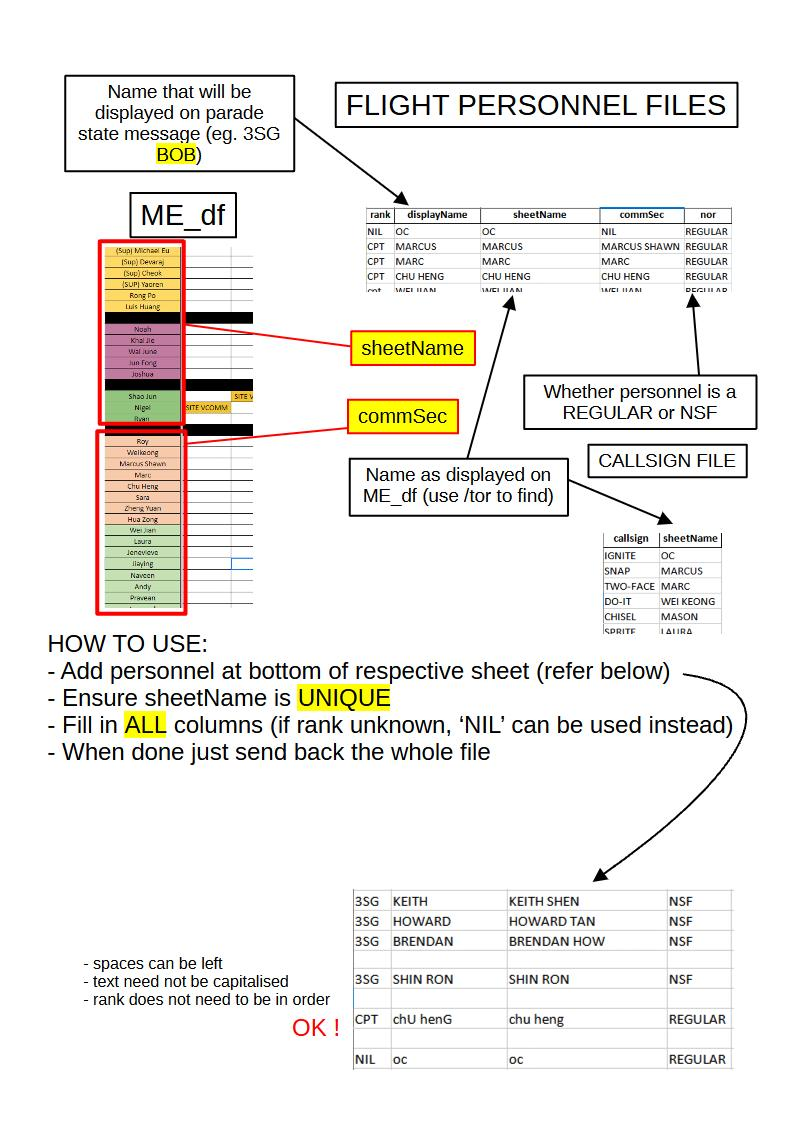 Name that will be
displayed on parade
state message (eg. 3SG
BOB)
FLIGHT PERSONNEL FILES
ME_df
(Sup) Michael Eu
(Sup) Devaraj
(Sup) Cheok
(SUP) Yaoren
Rong Po
Luis Huang
Noah
Khai Jie
Wai June
Jun Fong
Joshua
Shao Jun SITE V
Nigel SITE VCOMM
Ryan
Roy
Weikeong
Marcus Shawn
Marc
Chu Heng
Sara
Zheng Yuan
Hua Zong
Wei Jian
Laura
Jenevieve
Jiaying
Naveen
Andy
Pravean
rank displayName sheetName commSec nor
NIL OC OC NIL REGULAR
CPT MARCUS MARCUS MARCUS SHAWN REGULAR
CPT MARC MARC MARC REGULAR
CPT CHU HENG CHU HENG CHU HENG REGULAR
cpt WEIJIAN WEIJIAN WEIJIAN REGULAR
sheetName
commSec
Whether personnel is a
REGULAR or NSF
Name as displayed on
ME_df (use /tor to find)
CALLSIGN FILE
callsign sheetName
IGNITE OC
SNAP MARCUS
TWO-FACE MARC
DO-IT WEI KEONG
CHISEL MASON
SPRITE LAURA
HOW TO USE:
- Add personnel at bottom of respective sheet (refer below)
- Ensure sheetName is UNIQUE
- Fill in ALL columns (if rank unknown, ‘NIL’ can be used instead)
- When done just send back the whole file
3SG KEITH KEITH SHEN NSF
3SG HOWARD HOWARD TAN NSF
3SG BRENDAN BRENDAN HOW NSF
3SG SHIN RON SHIN RON NSF
CPT chU henG chu heng REGULAR
NIL oc oc REGULAR
- spaces can be left
- text need not be capitalised
- rank does not need to be in order
OK !